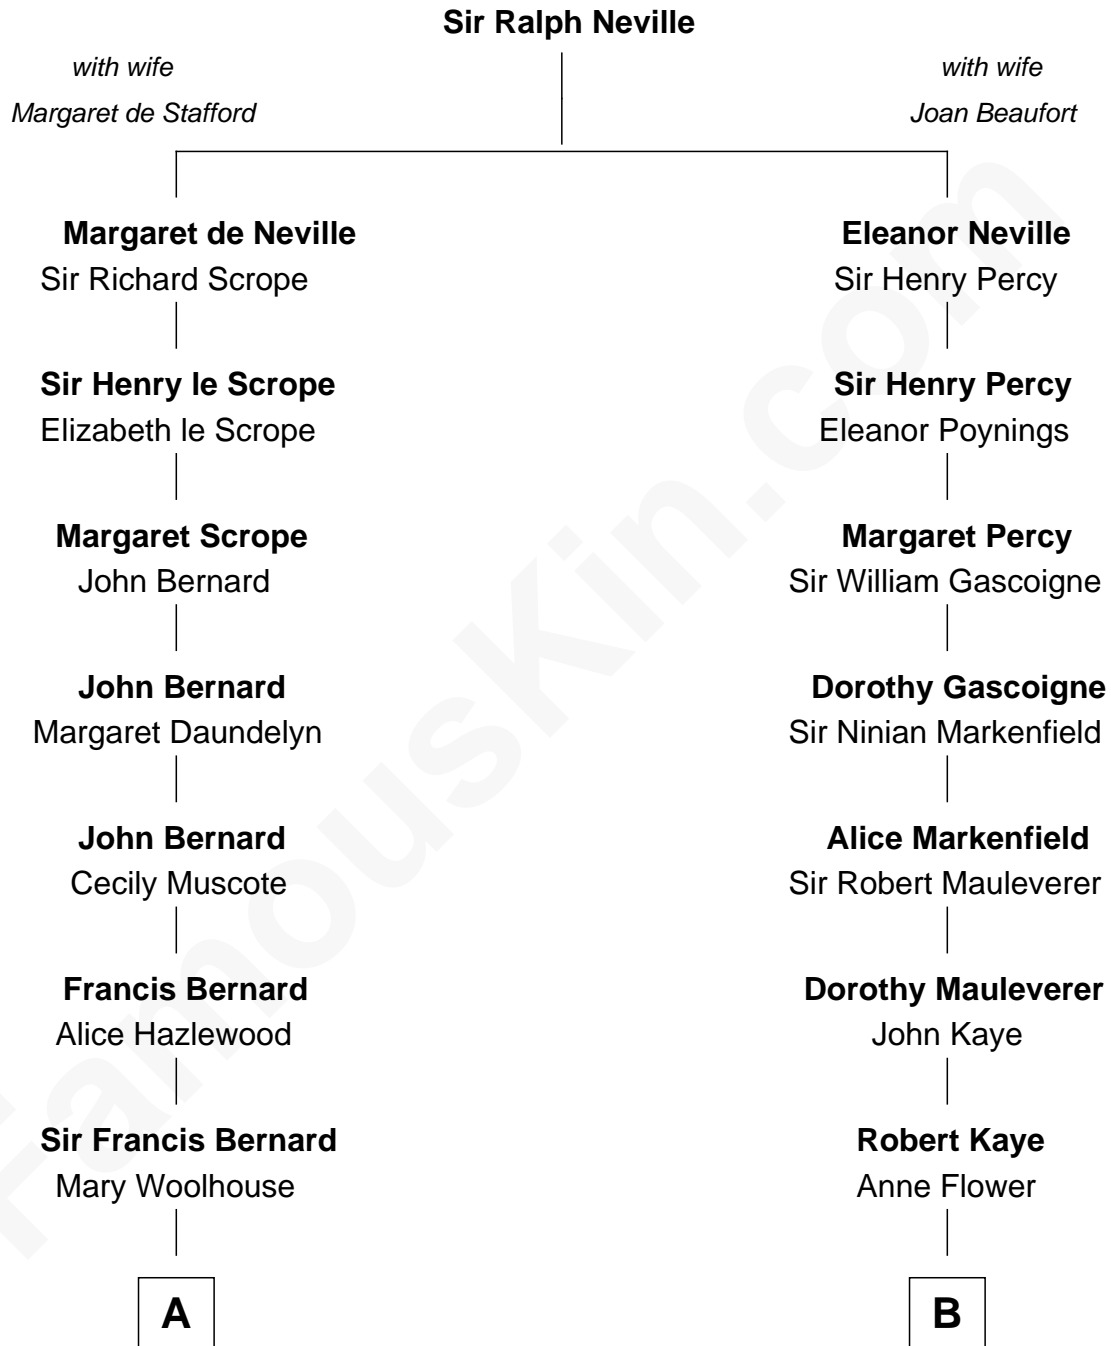 Sir Ralph Neville
with wife
Margaret de Stafford
with wife
Joan Beaufort
Margaret de Neville
Sir Richard Scrope
Eleanor Neville
Sir Henry Percy
Sir Henry le Scrope
Elizabeth le Scrope
Sir Henry Percy
Eleanor Poynings
Margaret Scrope
John Bernard
Margaret Percy
Sir William Gascoigne
John Bernard
Margaret Daundelyn
Dorothy Gascoigne
Sir Ninian Markenfield
John Bernard
Cecily Muscote
Alice Markenfield
Sir Robert Mauleverer
Francis Bernard
Alice Hazlewood
Dorothy Mauleverer
John Kaye
Sir Francis Bernard
Mary Woolhouse
Robert Kaye
Anne Flower
A
B
FamousKin.com